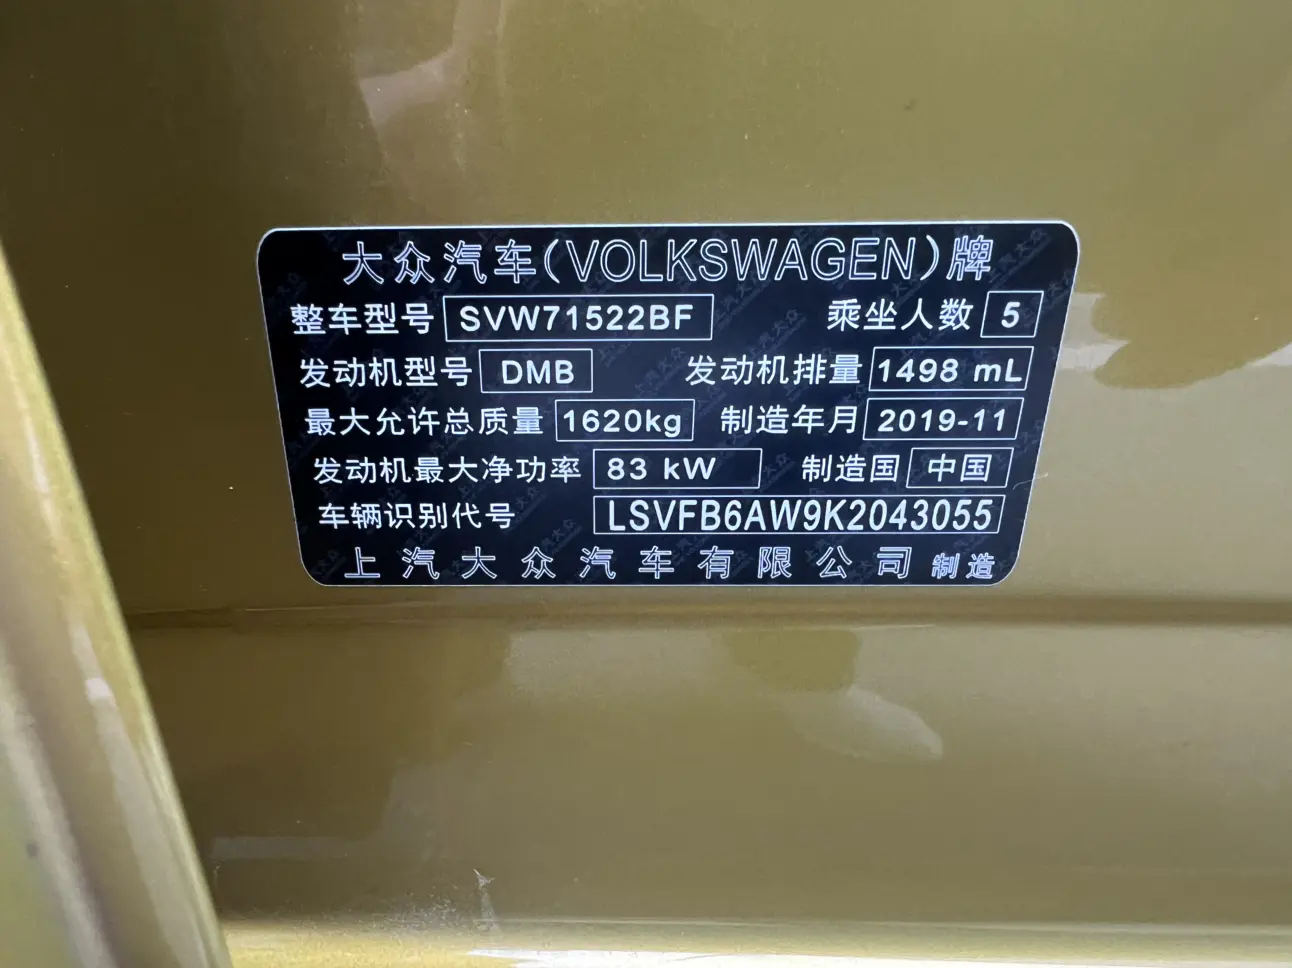 大众汽车(VOLKSWAGEN)牌
整车型号 SVW71522BF 乘坐人数 5
发动机型号 DMB 发动机排量 1498 mL
最大允许总质量 1620kg 制造年月 2019-11
发动机最大净功率 83 kW 制造国 中国
车辆识别代号 LSVFB6AW9K2043055
上汽大众汽车有限公司 制造